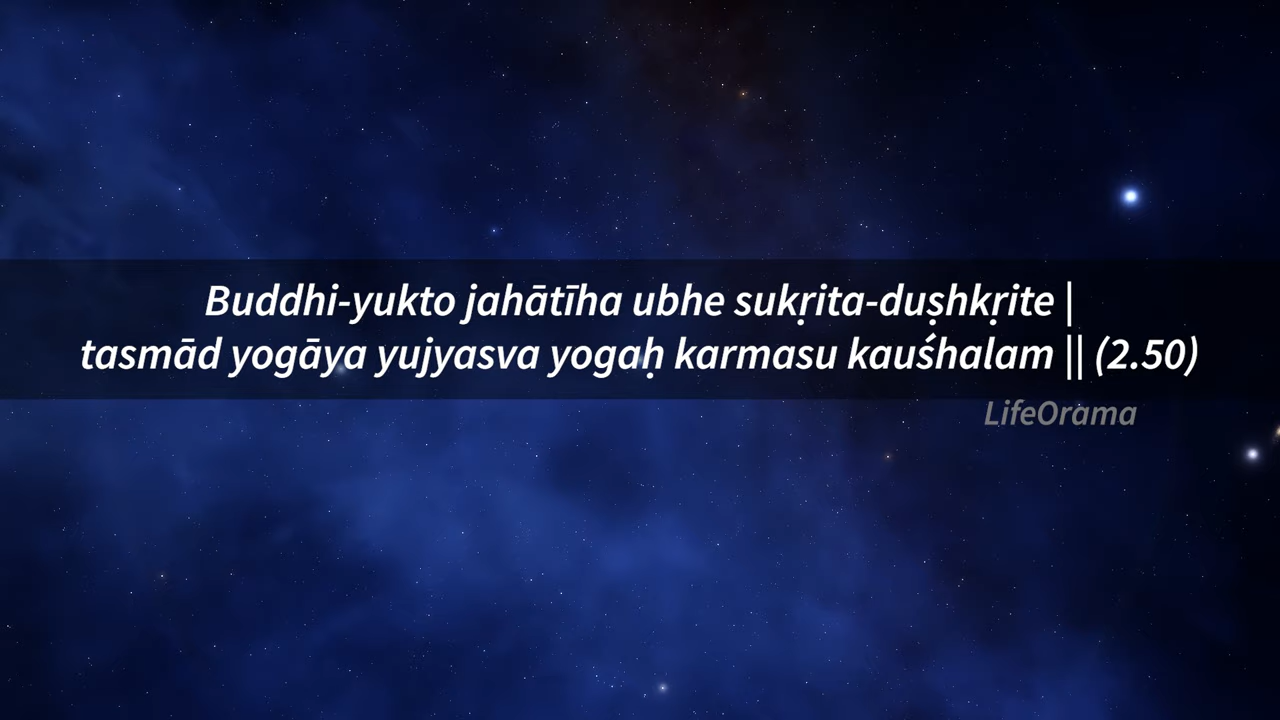 Buddhi-yukto jahātīha ubhe sukṛita-duṣhkṛite |
tasmād yogāya yujyasva yogaḥ karmasu kauśhalam || (2.50)
LifeOrama